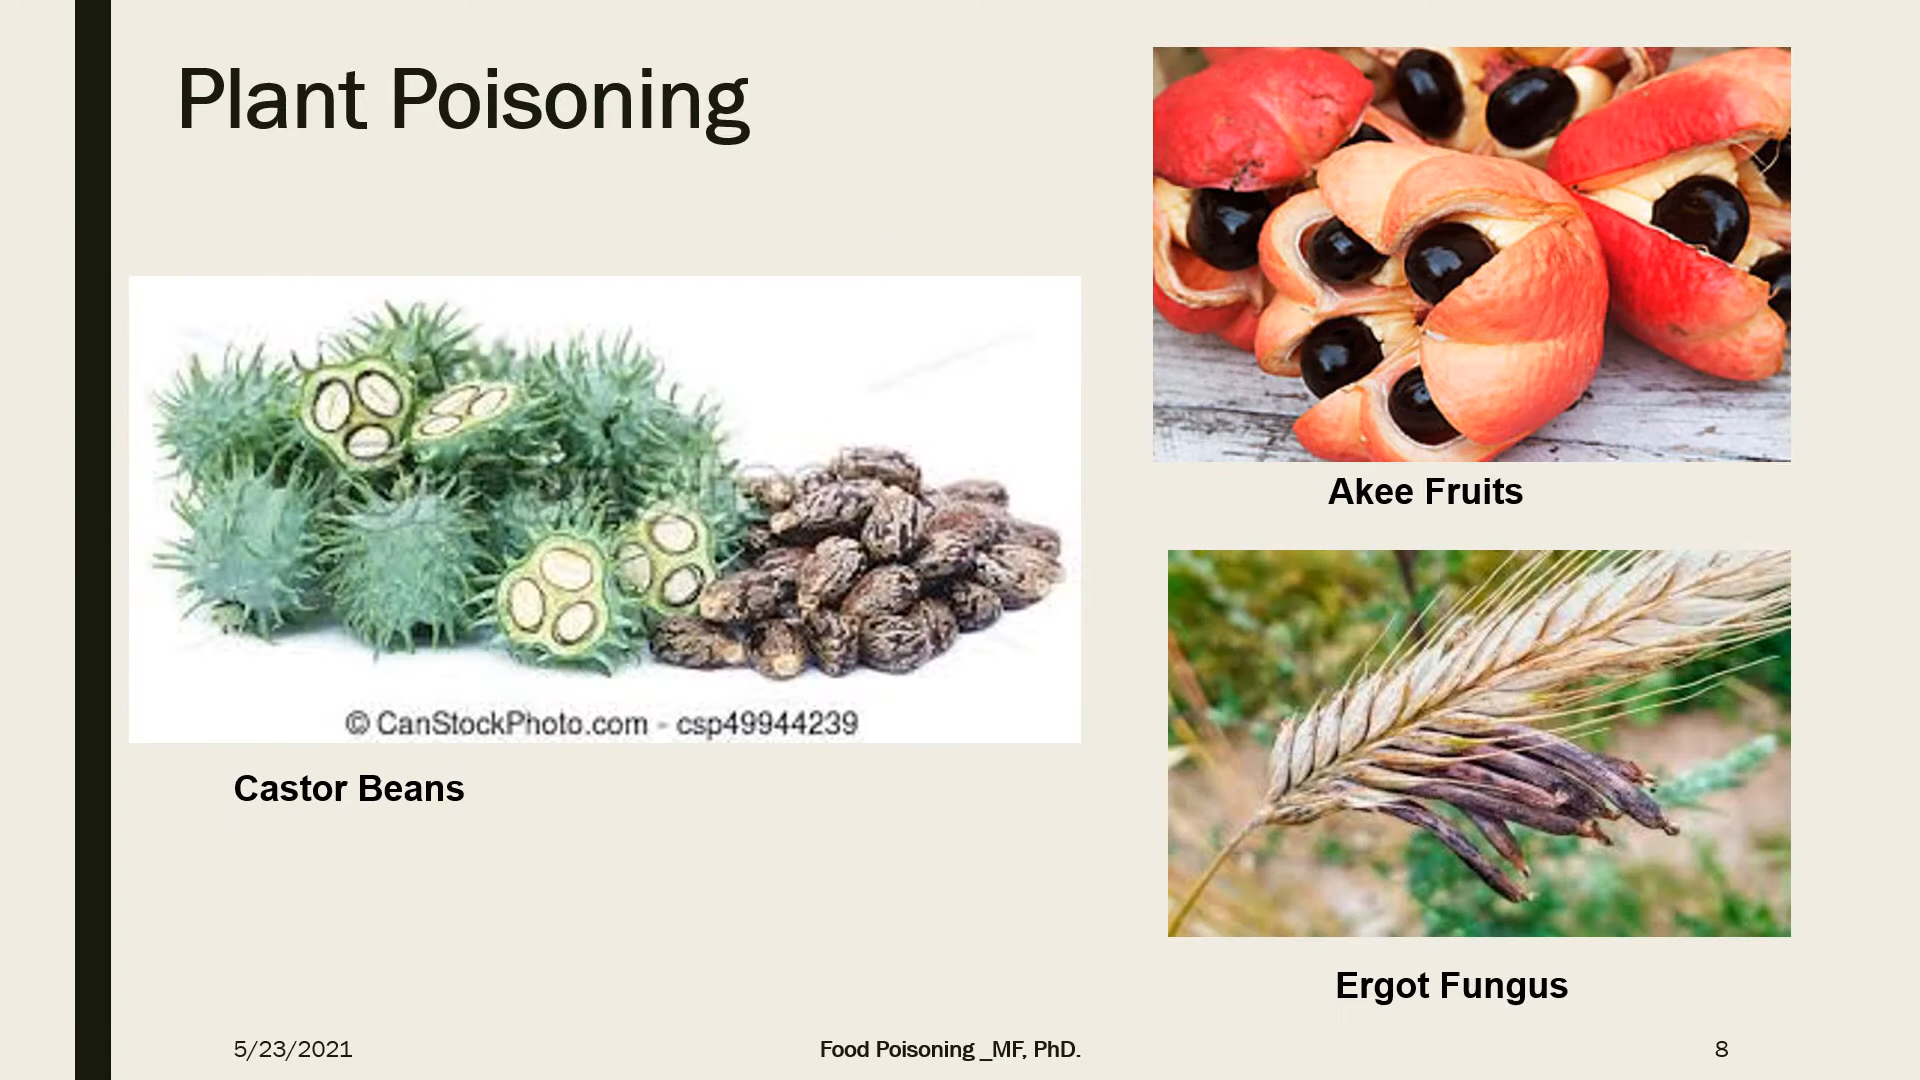 Plant Poisoning
© CanStockPhoto.com - csp49944239
Castor Beans
Akee Fruits
Ergot Fungus
5/23/2021
Food Poisoning _MF, PhD.
8